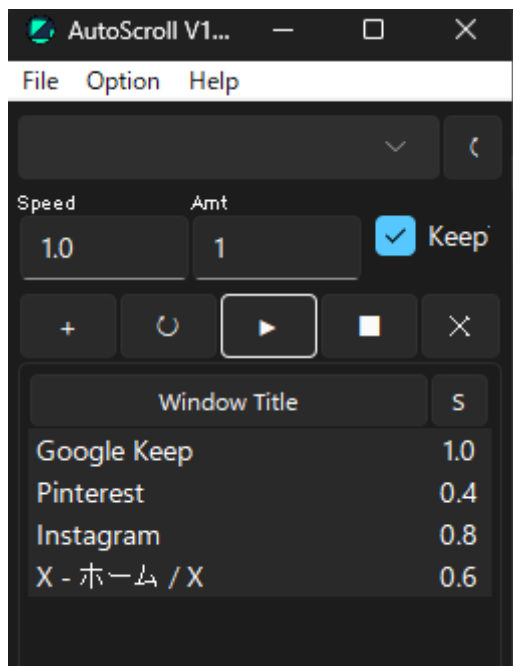 AutoScroll V1...
File Option Help
Speed Amt
1.0 1 Keep
+
Window Title S
Google Keep 1.0
Pinterest 0.4
Instagram 0.8
X - ホーム / X 0.6